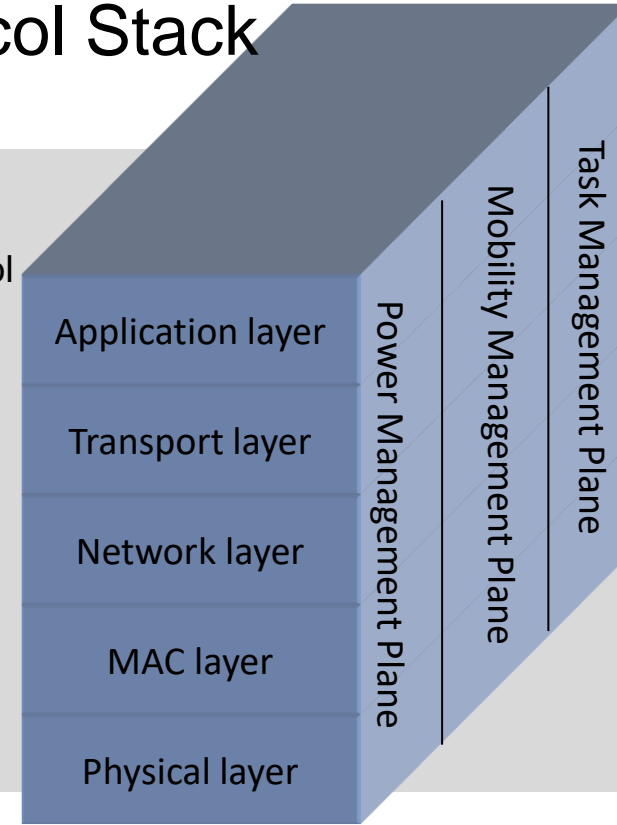 col Stack
ol
Application layer
Transport layer
Network layer
MAC layer
Physical layer
Power Management Plane
Mobility Management Plane
Task Management Plane